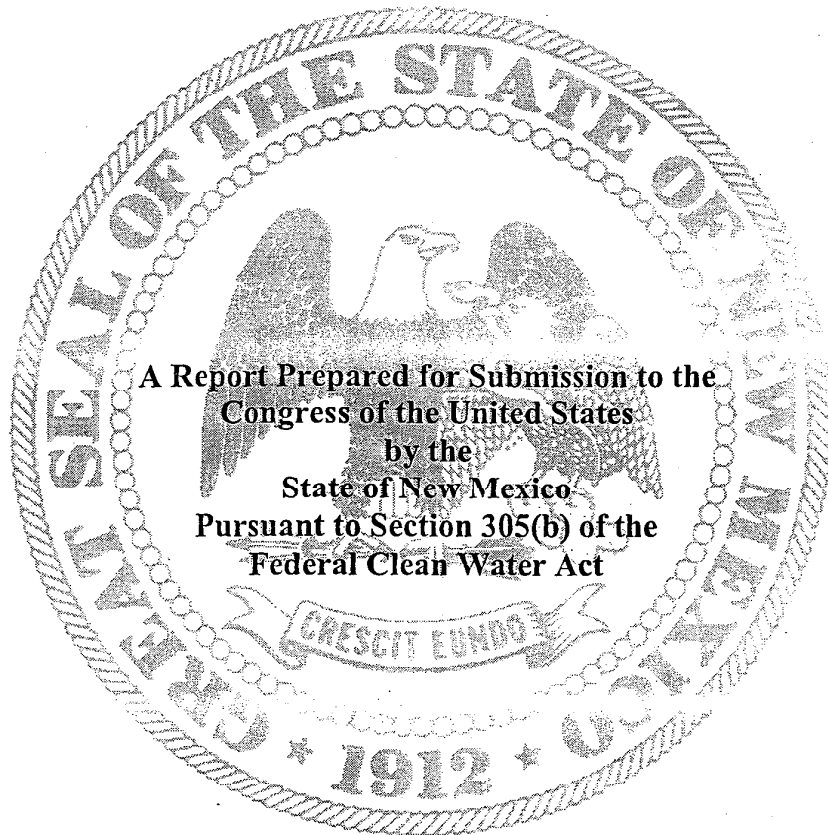 GREAT SEAL OF THE STATE OF NEW MEXICO
A Report Prepared for Submission to the
Congress of the United States
by the
State of New Mexico
Pursuant to Section 305(b) of the
Federal Clean Water Act
CRESCIT EUNDO
* 1912 *